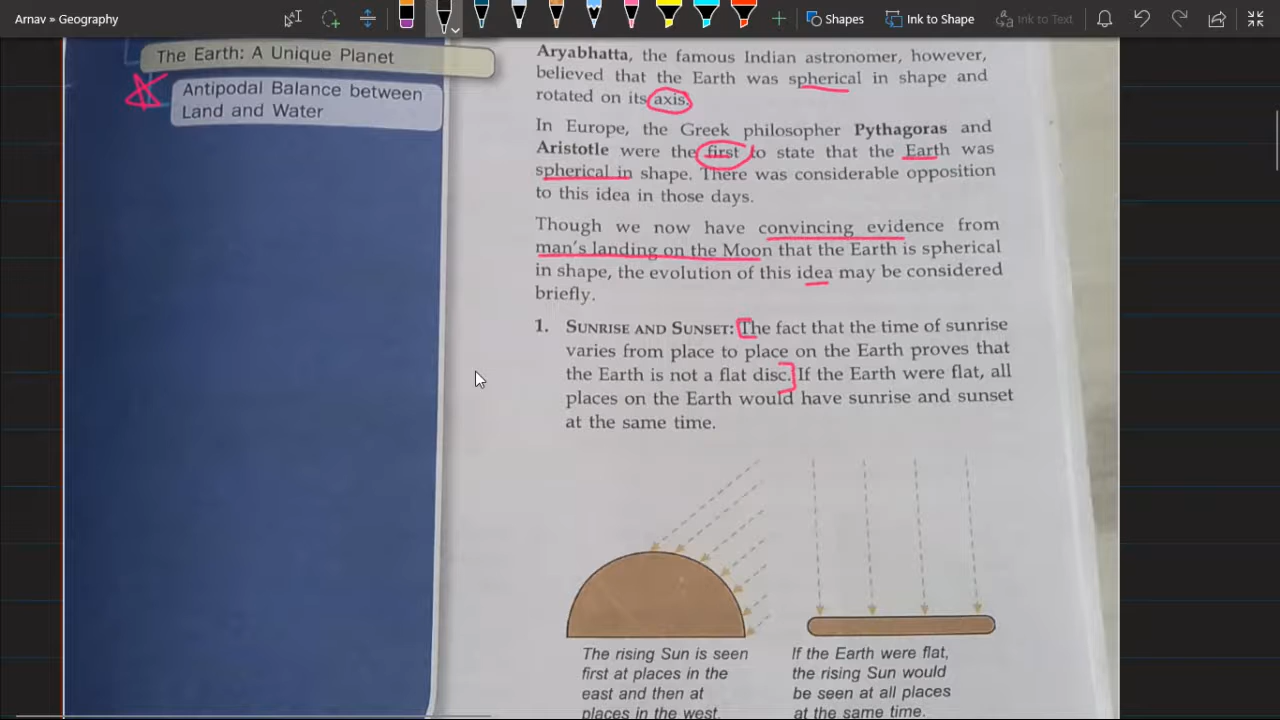 Arnav » Geography
Shapes
Ink to Shape
Ink to Text
The Earth: A Unique Planet
Antipodal Balance between
Land and Water
Aryabhatta, the famous Indian astronomer, however,
believed that the Earth was spherical in shape and
rotated on its axis.
In Europe, the Greek philosopher Pythagoras and
Aristotle were the first to state that the Earth was
spherical in shape. There was considerable opposition
to this idea in those days.
Though we now have convincing evidence from
man's landing on the Moon that the Earth is spherical
in shape, the evolution of this idea may be considered
briefly.
1. SUNRISE AND SUNSET: The fact that the time of sunrise
varies from place to place on the Earth proves that
the Earth is not a flat disc. If the Earth were flat, all
places on the Earth would have sunrise and sunset
at the same time.
The rising Sun is seen
first at places in the
east and then at
places in the west.
If the Earth were flat,
the rising Sun would
be seen at all places
at the same time.